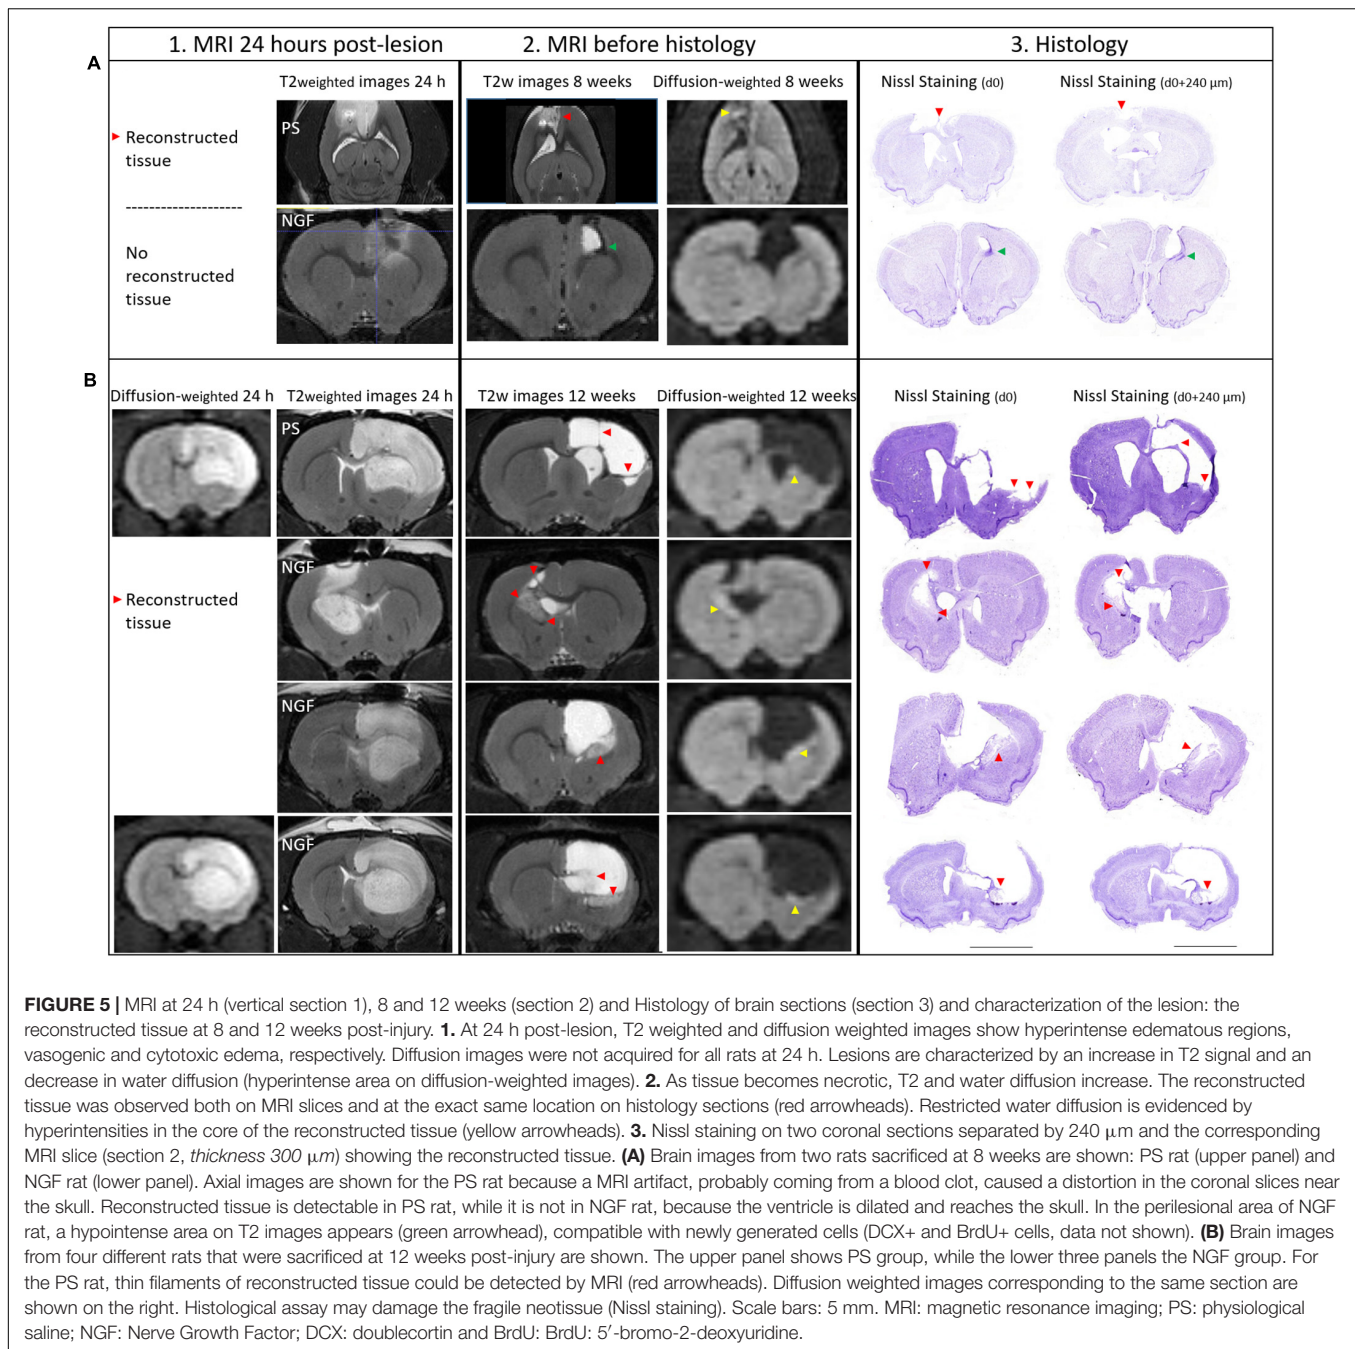 1. MRI 24 hours post-lesion
2. MRI before histology
3. Histology
A
T2weighted images 24 h
T2w images 8 weeks
Diffusion-weighted 8 weeks
Nissl Staining (d0)
Nissl Staining (d0+240 µm)
PS
Reconstructed
tissue
--------------------
NGF
No
reconstructed
tissue
B
Diffusion-weighted 24 h
T2weighted images 24 h
T2w images 12 weeks
Diffusion-weighted 12 weeks
Nissl Staining (d0)
Nissl Staining (d0+240 µm)
PS
NGF
Reconstructed
tissue
NGF
NGF
FIGURE 5 | MRI at 24 h (vertical section 1), 8 and 12 weeks (section 2) and Histology of brain sections (section 3) and characterization of the lesion: the
reconstructed tissue at 8 and 12 weeks post-injury. 1. At 24 h post-lesion, T2 weighted and diffusion weighted images show hyperintense edematous regions,
vasogenic and cytotoxic edema, respectively. Diffusion images were not acquired for all rats at 24 h. Lesions are characterized by an increase in T2 signal and an
decrease in water diffusion (hyperintense area on diffusion-weighted images). 2. As tissue becomes necrotic, T2 and water diffusion increase. The reconstructed
tissue was observed both on MRI slices and at the exact same location on histology sections (red arrowheads). Restricted water diffusion is evidenced by
hyperintensities in the core of the reconstructed tissue (yellow arrowheads). 3. Nissl staining on two coronal sections separated by 240 µm and the corresponding
MRI slice (section 2, thickness 300 µm) showing the reconstructed tissue. (A) Brain images from two rats sacrificed at 8 weeks are shown: PS rat (upper panel) and
NGF rat (lower panel). Axial images are shown for the PS rat because a MRI artifact, probably coming from a blood clot, caused a distortion in the coronal slices near
the skull. Reconstructed tissue is detectable in PS rat, while it is not in NGF rat, because the ventricle is dilated and reaches the skull. In the perilesional area of NGF
rat, a hypointense area on T2 images appears (green arrowhead), compatible with newly generated cells (DCX+ and BrdU+ cells, data not shown). (B) Brain images
from four different rats that were sacrificed at 12 weeks post-injury are shown. The upper panel shows PS group, while the lower three panels the NGF group. For
the PS rat, thin filaments of reconstructed tissue could be detected by MRI (red arrowheads). Diffusion weighted images corresponding to the same section are
shown on the right. Histological assay may damage the fragile neotissue (Nissl staining). Scale bars: 5 mm. MRI: magnetic resonance imaging; PS: physiological
saline; NGF: Nerve Growth Factor; DCX: doublecortin and BrdU: BrdU: 5′-bromo-2-deoxyuridine.